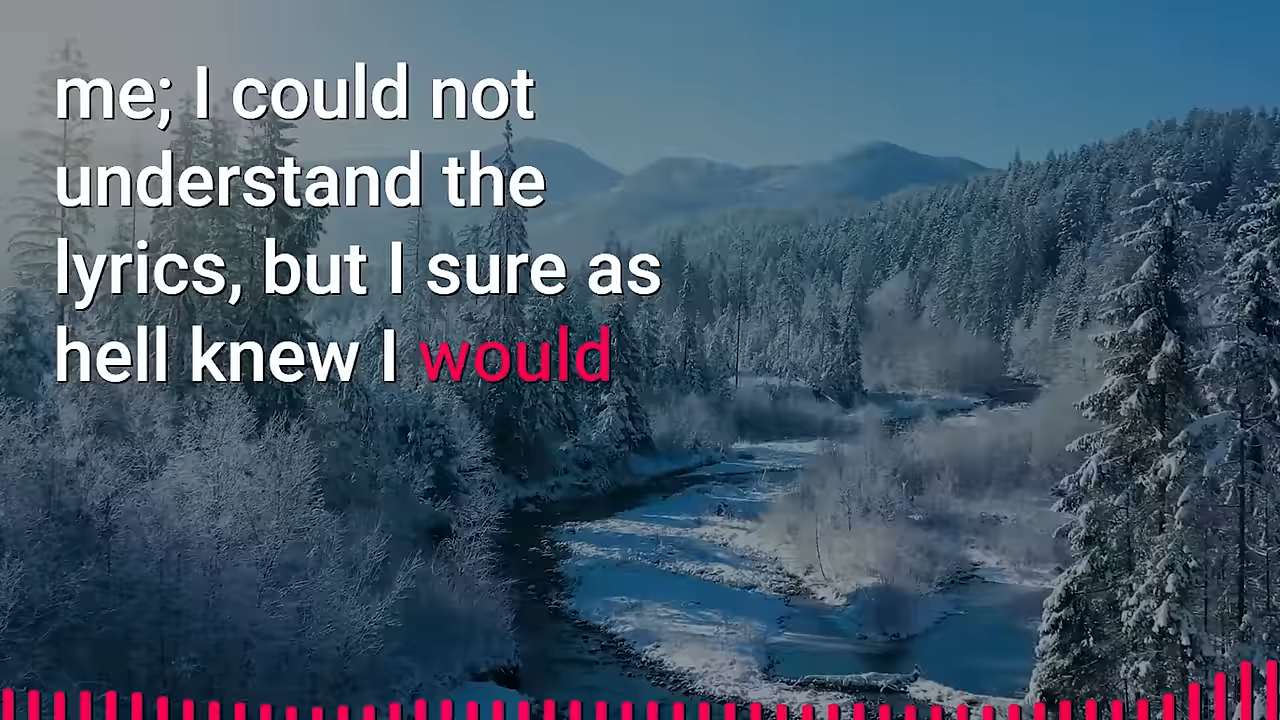 me; I could not
understand the
lyrics, but I sure as
hell knew I would